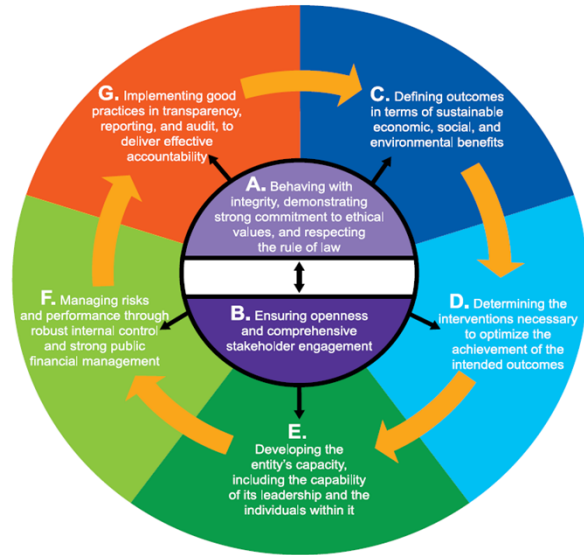 A. Behaving with
integrity, demonstrating
strong commitment to ethical
values, and respecting
the rule of law
B. Ensuring openness
and comprehensive
stakeholder engagement
C. Defining outcomes
in terms of sustainable
economic, social, and
environmental benefits
D. Determining the
interventions necessary
to optimize the
achievement of the
intended outcomes
E.
Developing the
entity's capacity,
including the capability
of its leadership and the
individuals within it
F. Managing risks
and performance through
robust internal control
and strong public
financial management
G. Implementing good
practices in transparency,
reporting, and audit, to
deliver effective
accountability